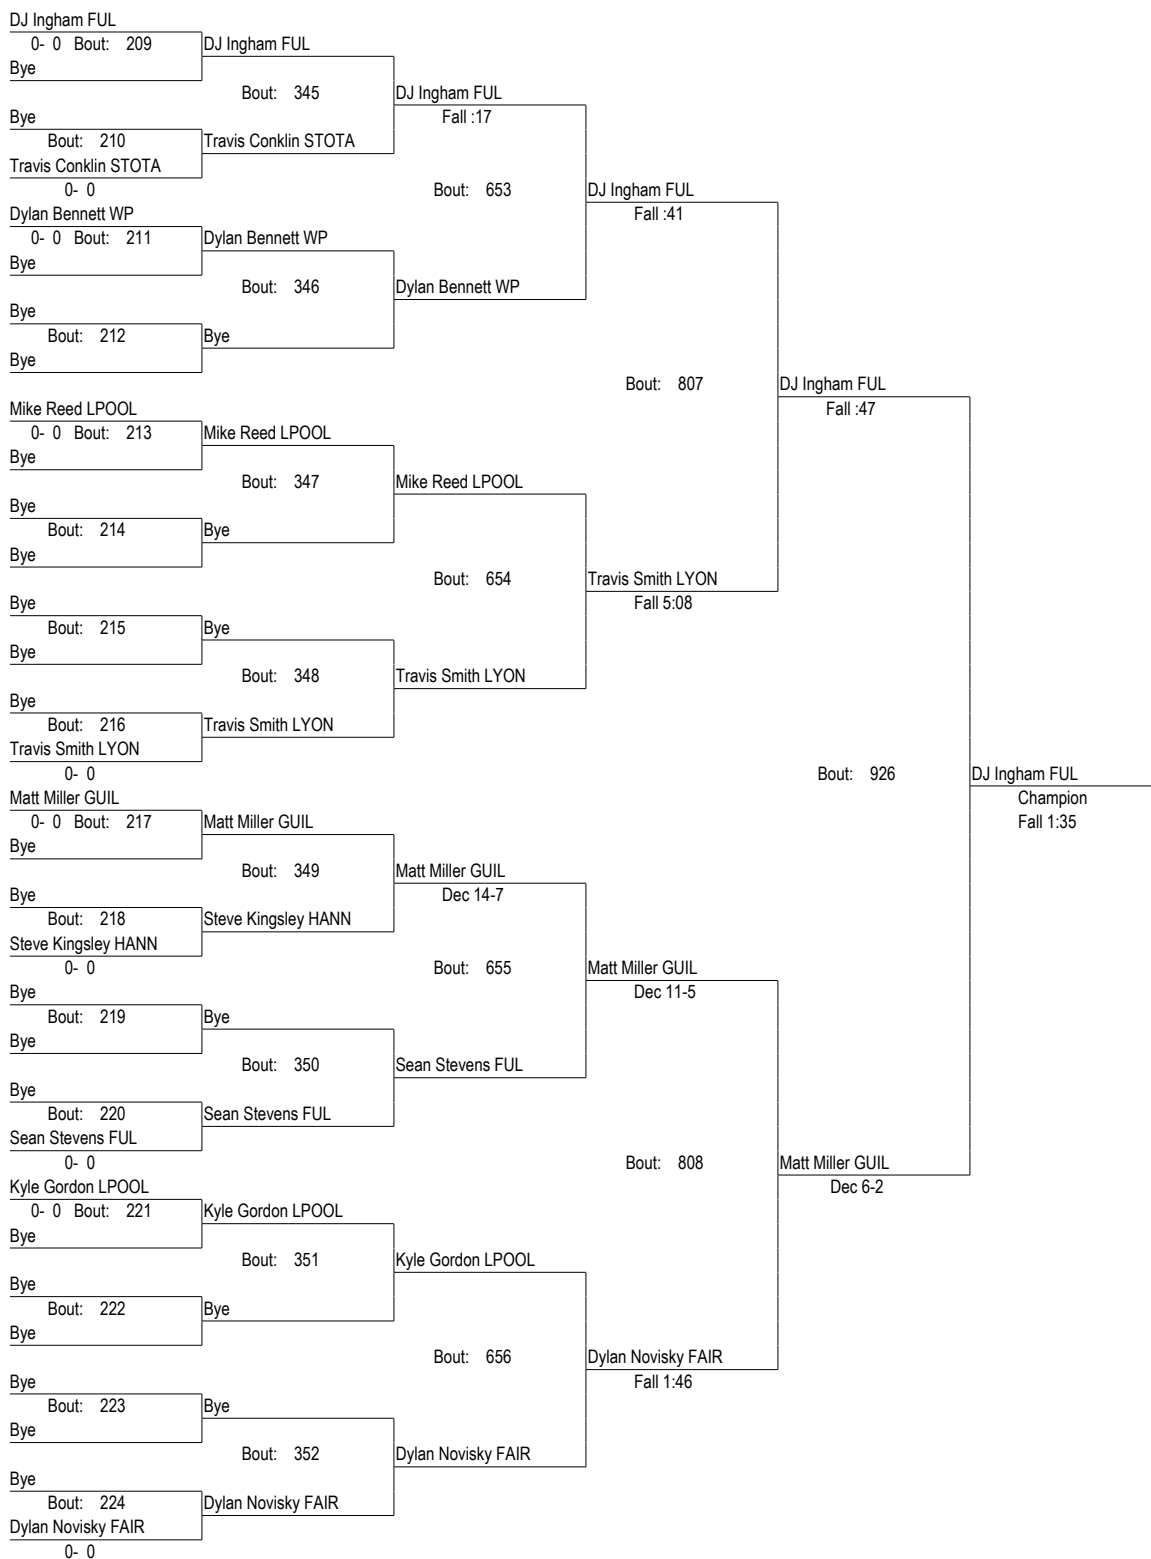 DJ Ingham FUL
0- 0 Bout: 209 DJ Ingham FUL
Bye
Bout: 345 DJ Ingham FUL
Bye Fall :17
Bout: 210 Travis Conklin STOTA
Travis Conklin STOTA
0- 0 Bout: 653 DJ Ingham FUL
Dylan Bennett WP Fall :41
0- 0 Bout: 211 Dylan Bennett WP
Bye
Bout: 346 Dylan Bennett WP
Bye
Bout: 212 Bye
Bye
Bout: 807 DJ Ingham FUL
Mike Reed LPOOL Fall :47
0- 0 Bout: 213 Mike Reed LPOOL
Bye
Bout: 347 Mike Reed LPOOL
Bye
Bout: 214 Bye
Bye
Bout: 654 Travis Smith LYON
Bye Fall 5:08
Bout: 215 Bye
Bye
Bout: 348 Travis Smith LYON
Bye
Bout: 216 Travis Smith LYON
Travis Smith LYON
0- 0 Bout: 926 DJ Ingham FUL
Matt Miller GUIL Champion
0- 0 Bout: 217 Matt Miller GUIL Fall 1:35
Bye
Bout: 349 Matt Miller GUIL
Bye Dec 14-7
Bout: 218 Steve Kingsley HANN
Steve Kingsley HANN
0- 0 Bout: 655 Matt Miller GUIL
Bye Dec 11-5
Bout: 219 Bye
Bye
Bout: 350 Sean Stevens FUL
Bye
Bout: 220 Sean Stevens FUL
Sean Stevens FUL
0- 0 Bout: 808 Matt Miller GUIL
Kyle Gordon LPOOL Dec 6-2
0- 0 Bout: 221 Kyle Gordon LPOOL
Bye
Bout: 351 Kyle Gordon LPOOL
Bye
Bout: 222 Bye
Bye
Bout: 656 Dylan Novisky FAIR
Bye Fall 1:46
Bout: 223 Bye
Bye
Bout: 352 Dylan Novisky FAIR
Bye
Bout: 224 Dylan Novisky FAIR
Dylan Novisky FAIR
0- 0